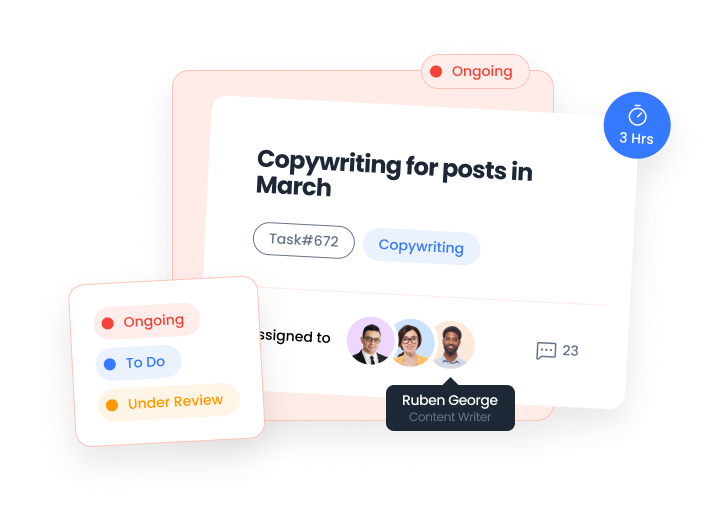 Ongoing
3 Hrs
Copywriting for posts in
March
Task#672
Copywriting
ssigned to
23
Ruben George
Content Writer
Ongoing
To Do
Under Review